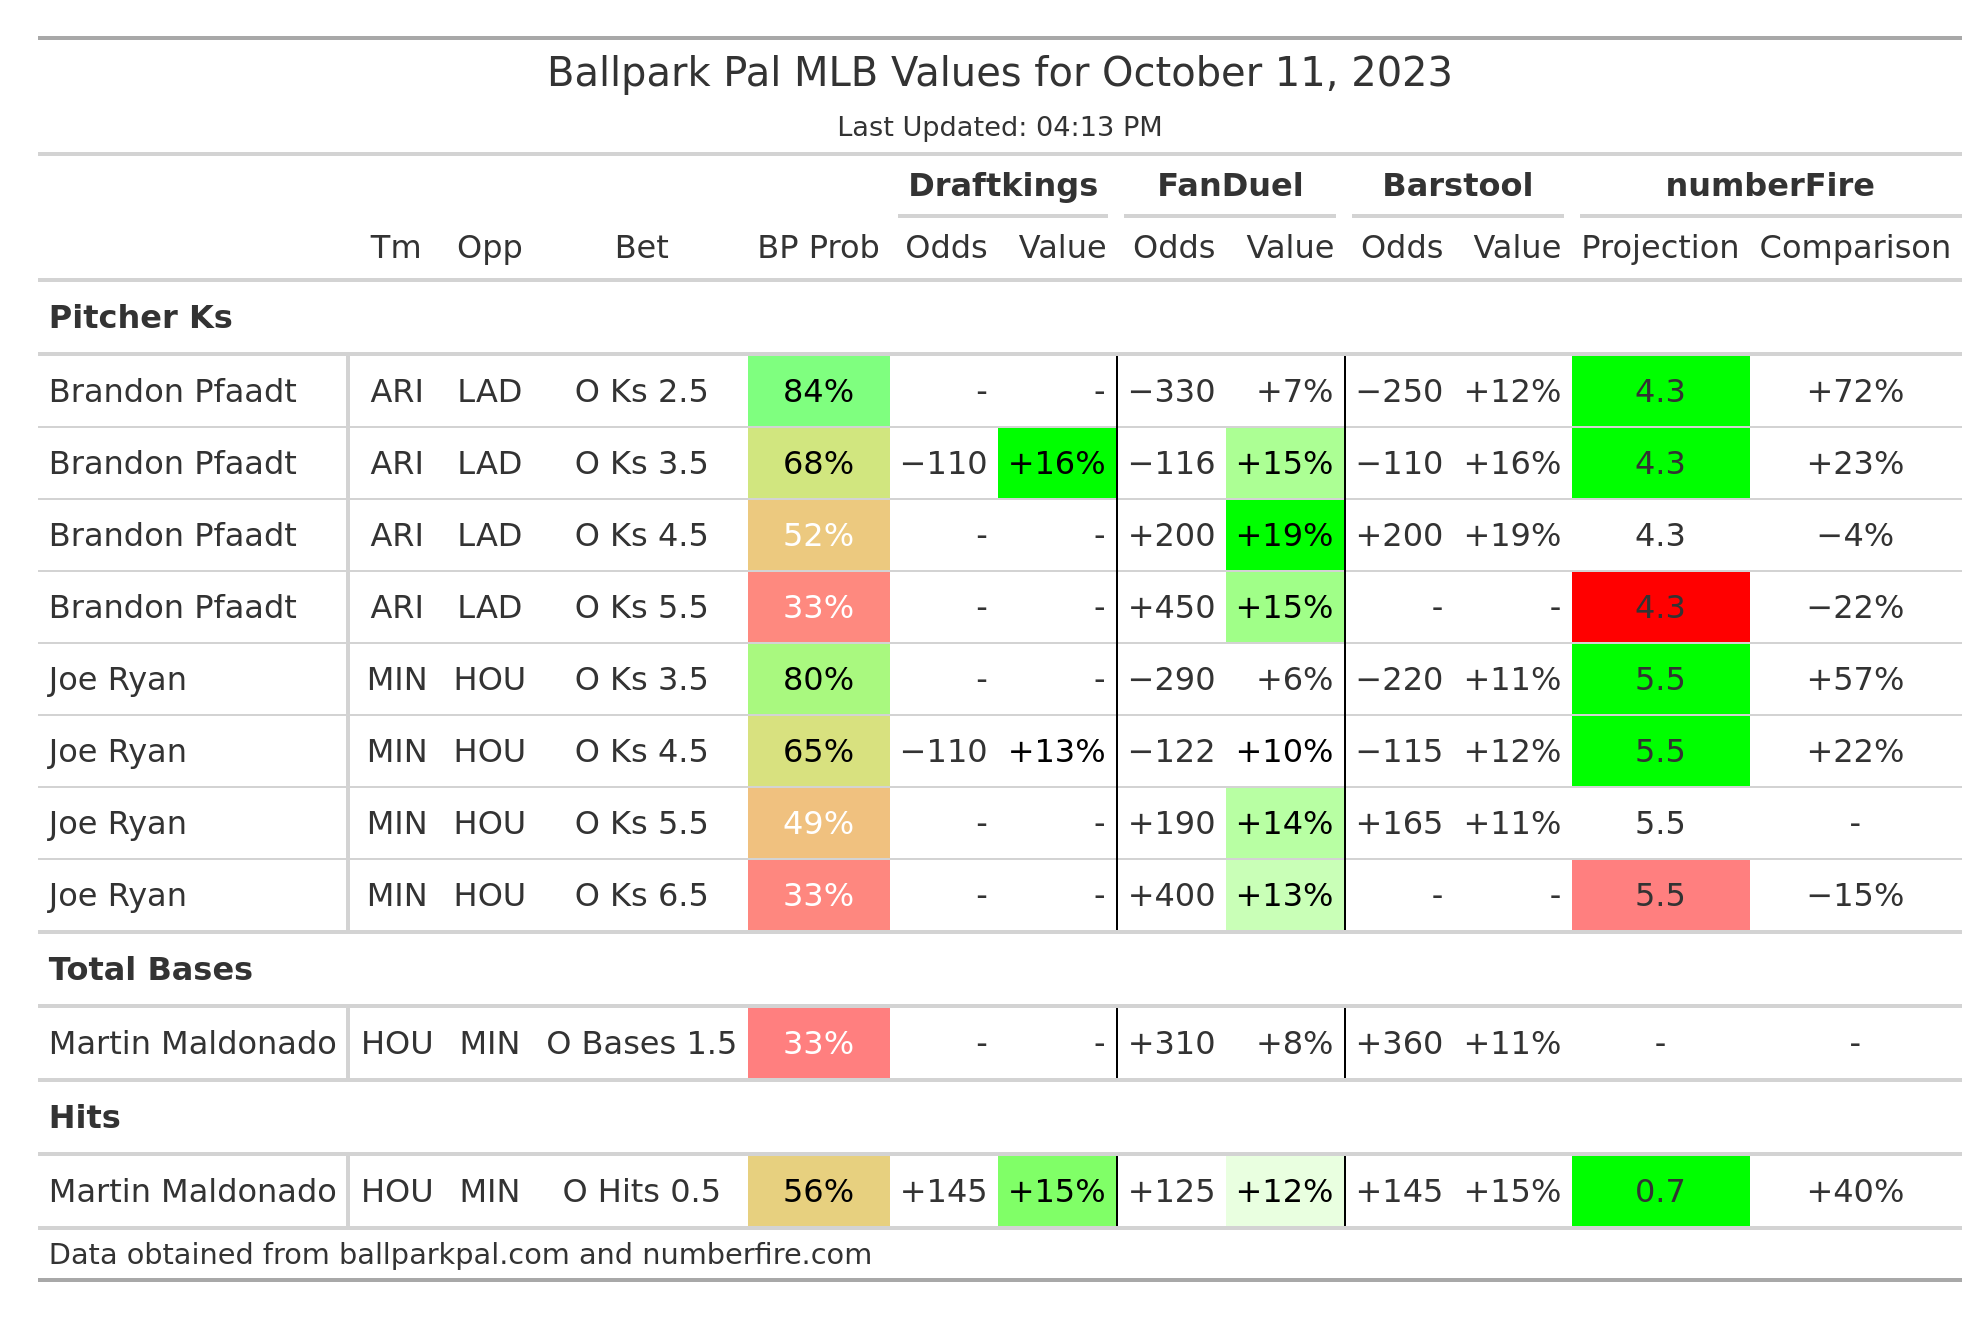 Ballpark Pal MLB Values for October 11, 2023
Last Updated: 04:13 PM
Draftkings FanDuel Barstool numberFire
Tm Opp Bet BP Prob Odds Value Odds Value Odds Value Projection Comparison
Pitcher Ks
Brandon Pfaadt ARI LAD O Ks 2.5 84% - - −330 +7% −250 +12% 4.3 +72%
Brandon Pfaadt ARI LAD O Ks 3.5 68% −110 +16% −116 +15% −110 +16% 4.3 +23%
Brandon Pfaadt ARI LAD O Ks 4.5 52% - - +200 +19% +200 +19% 4.3 −4%
Brandon Pfaadt ARI LAD O Ks 5.5 33% - - +450 +15% - - 4.3 −22%
Joe Ryan MIN HOU O Ks 3.5 80% - - −290 +6% −220 +11% 5.5 +57%
Joe Ryan MIN HOU O Ks 4.5 65% −110 +13% −122 +10% −115 +12% 5.5 +22%
Joe Ryan MIN HOU O Ks 5.5 49% - - +190 +14% +165 +11% 5.5 -
Joe Ryan MIN HOU O Ks 6.5 33% - - +400 +13% - - 5.5 −15%
Total Bases
Martin Maldonado HOU MIN O Bases 1.5 33% - - +310 +8% +360 +11% - -
Hits
Martin Maldonado HOU MIN O Hits 0.5 56% +145 +15% +125 +12% +145 +15% 0.7 +40%
Data obtained from ballparkpal.com and numberfire.com